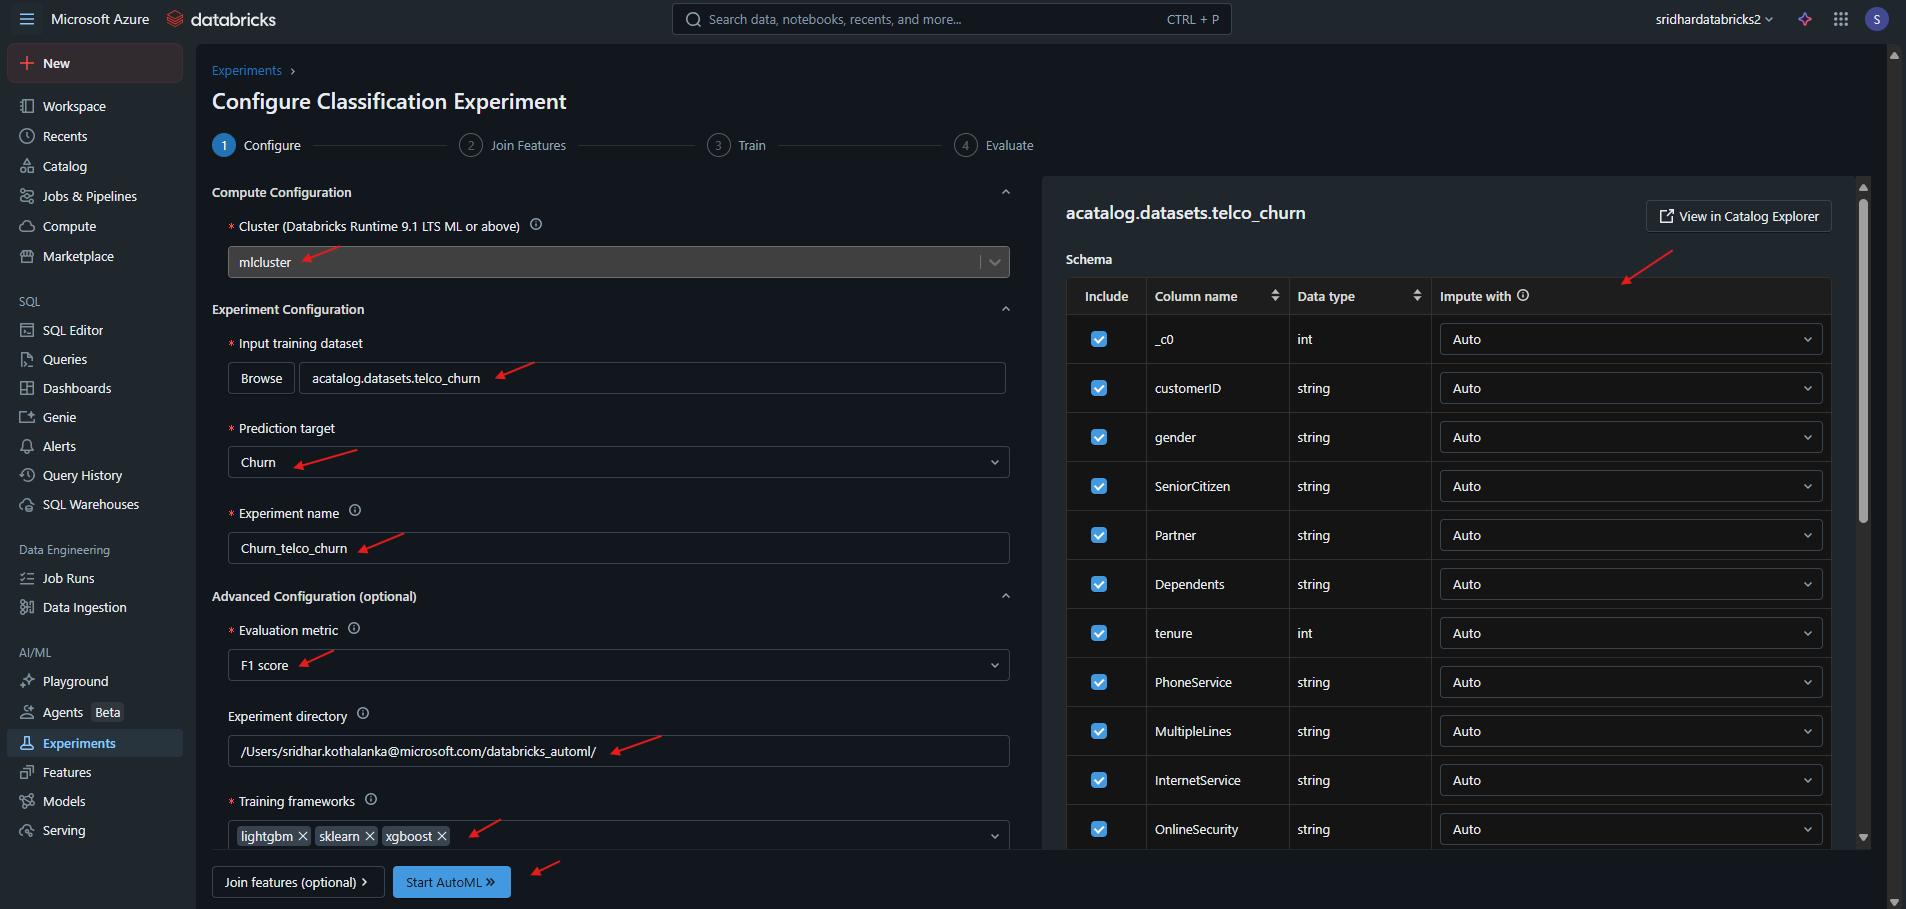 Microsoft Azure databricks
Search data, notebooks, recents, and more... CTRL + P
sridhardatabricks2
S
New
Workspace
Recents
Catalog
Jobs & Pipelines
Compute
Marketplace
SQL
SQL Editor
Queries
Dashboards
Genie
Alerts
Query History
SQL Warehouses
Data Engineering
Job Runs
Data Ingestion
AI/ML
Playground
Agents Beta
Experiments
Features
Models
Serving
Experiments ›
Configure Classification Experiment
1 Configure 2 Join Features 3 Train 4 Evaluate
Compute Configuration
* Cluster (Databricks Runtime 9.1 LTS ML or above)
mlcluster
Experiment Configuration
* Input training dataset
Browse acatalog.datasets.telco_churn
* Prediction target
Churn
* Experiment name
Churn_telco_churn
Advanced Configuration (optional)
* Evaluation metric
F1 score
Experiment directory
/Users/sridhar.kothalanka@microsoft.com/databricks_automl/
* Training frameworks
lightgbm sklearn xgboost
Join features (optional) Start AutoML
acatalog.datasets.telco_churn
View in Catalog Explorer
Schema
Include Column name Data type Impute with
_c0 int Auto
customerID string Auto
gender string Auto
SeniorCitizen string Auto
Partner string Auto
Dependents string Auto
tenure int Auto
PhoneService string Auto
MultipleLines string Auto
InternetService string Auto
OnlineSecurity string Auto